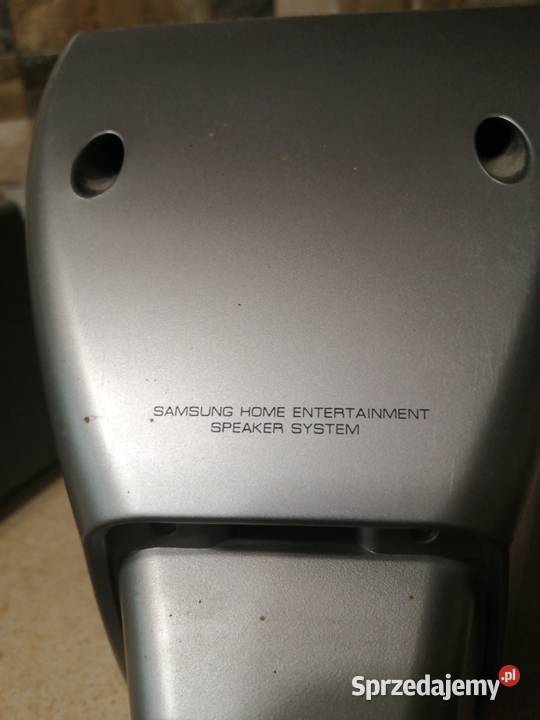 SAMSUNG HOME ENTERTAINMENT
SPEAKER SYSTEM
Sprzedajemy.pl